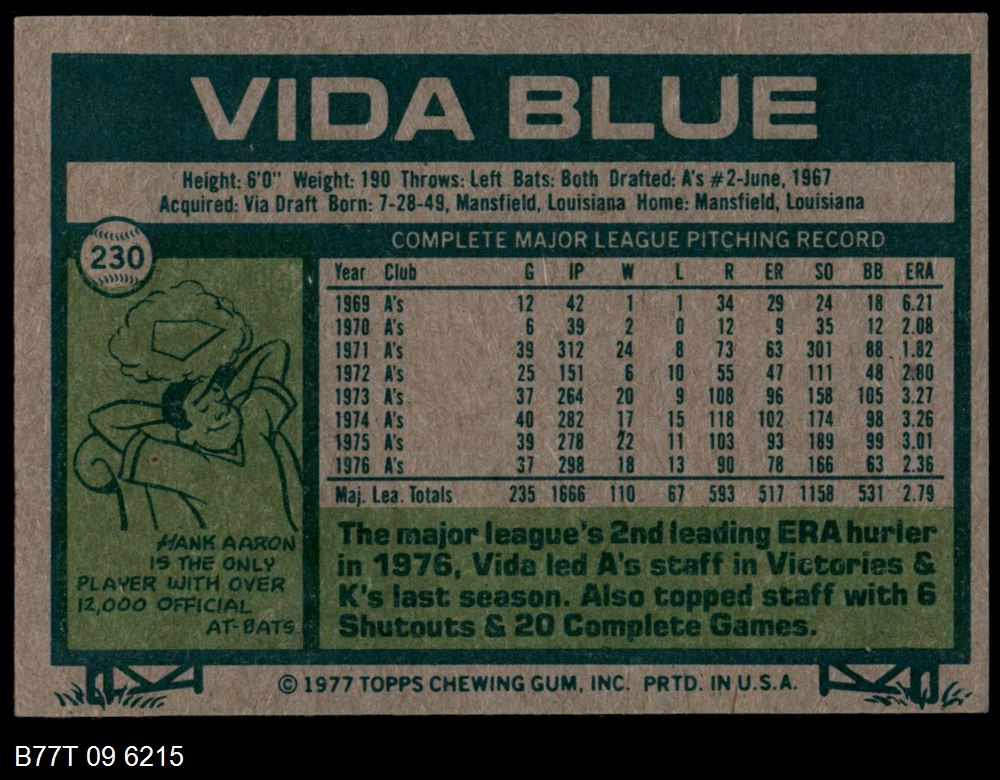 VIDA BLUE
Height: 6'0" Weight: 190 Throws: Left Bats: Both Drafted: A's #2-June, 1967
Acquired: Via Draft Born: 7-28-49, Mansfield, Louisiana Home: Mansfield, Louisiana
230
COMPLETE MAJOR LEAGUE PITCHING RECORD
Year Club G IP W L R ER SO BB ERA
1969 A's 12 42 1 1 34 29 24 18 6.21
1970 A's 6 39 2 0 12 9 35 12 2.08
1971 A's 39 312 24 8 73 63 301 88 1.82
1972 A's 25 151 6 10 55 47 111 48 2.80
1973 A's 37 264 20 9 108 96 158 105 3.27
1974 A's 40 282 17 15 118 102 174 98 3.26
1975 A's 39 278 22 11 103 93 189 99 3.01
1976 A's 37 298 18 13 90 78 166 63 2.36
Maj. Lea. Totals 235 1666 110 67 593 517 1158 531 2.79
HANK AARON
IS THE ONLY
PLAYER WITH OVER
12,000 OFFICIAL
AT-BATS.
The major league's 2nd leading ERA hurler
in 1976, Vida led A's staff in Victories &
K's last season. Also topped staff with 6
Shutouts & 20 Complete Games.
© 1977 TOPPS CHEWING GUM, INC. PRTD. IN U.S.A.
B77T 09 6215